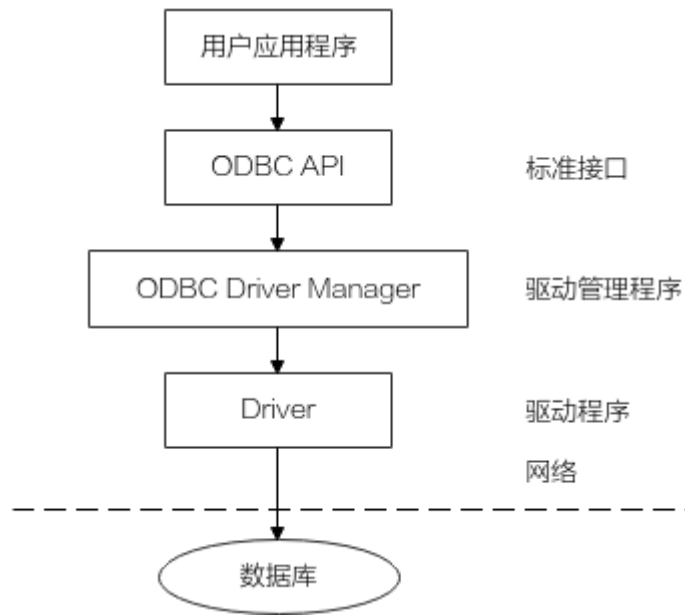 用户应用程序
ODBC API
标准接口
ODBC Driver Manager
驱动管理程序
Driver
驱动程序
网络
数据库